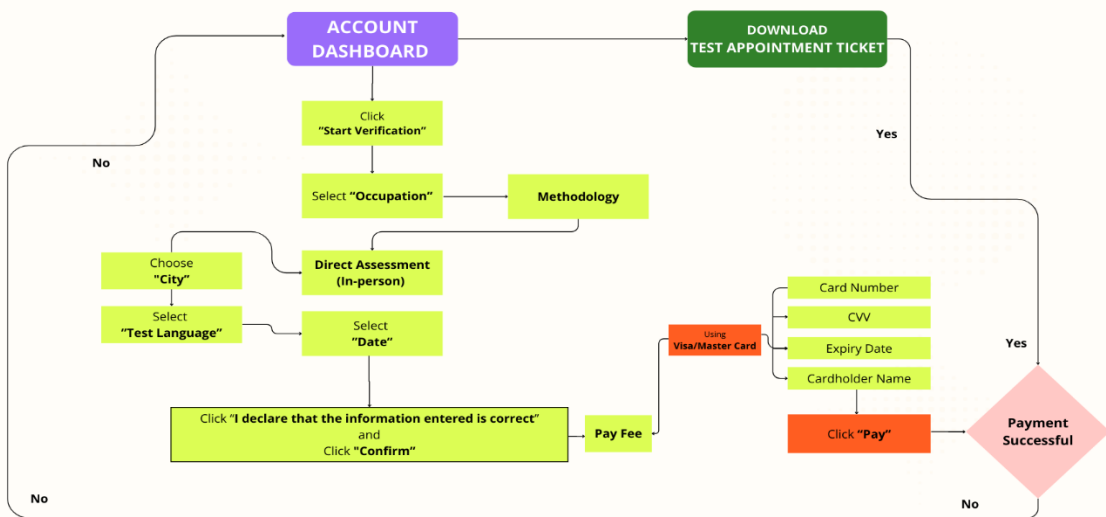 ACCOUNT
DASHBOARD
DOWNLOAD
TEST APPOINTMENT TICKET
Click
“Start Verification”
Yes
No
Select “Occupation”
Methodology
Choose
"City”
Direct Assessment
(In-person)
Select
”Test Language”
Select
”Date”
Card Number
CVV
Using
Visa/Master Card
Expiry Date
Yes
Cardholder Name
Click “I declare that the information entered is correct”
and
Click "Confirm”
Pay Fee
Click “Pay”
Payment
Successful
No
No